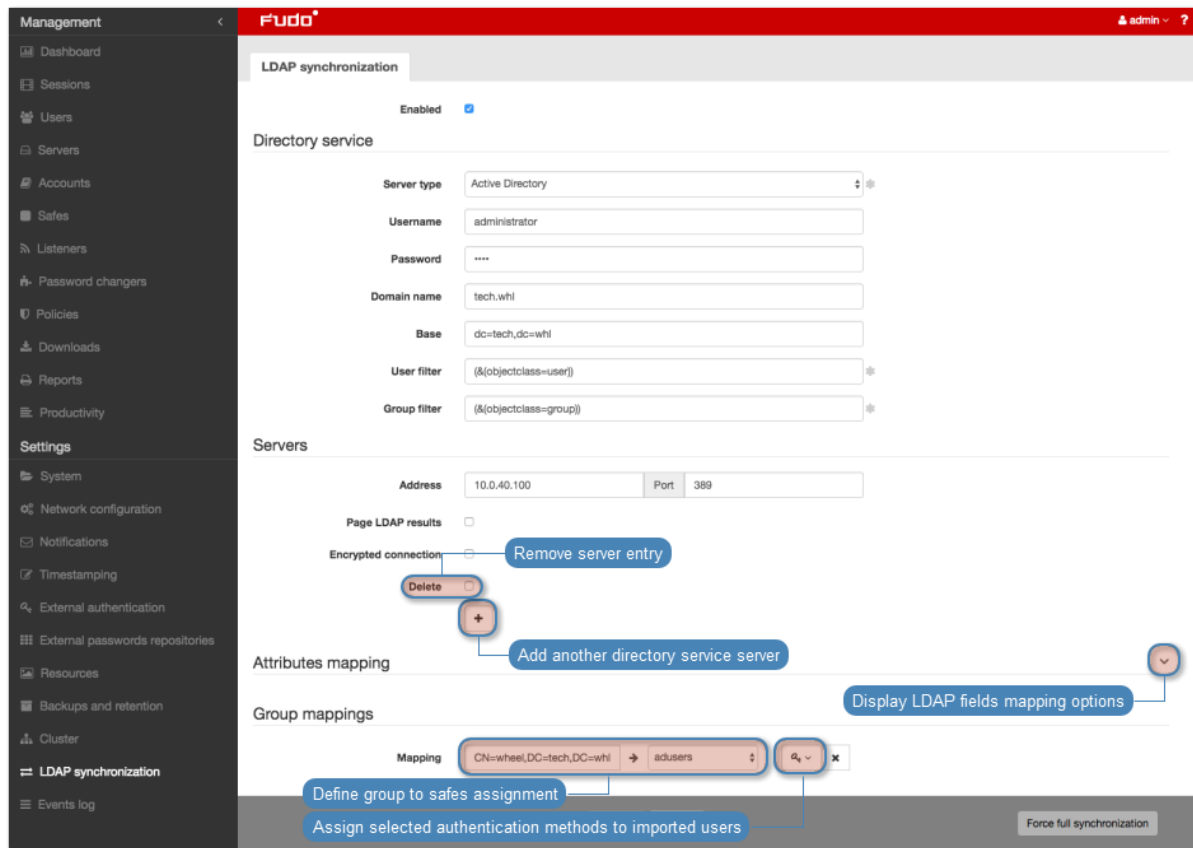 Management
FUDO
admin ?
Dashboard
Sessions
Users
Servers
Accounts
Safes
Listeners
Password changers
Policies
Downloads
Reports
Productivity
Settings
System
Network configuration
Notifications
Timestamping
External authentication
External passwords repositories
Resources
Backups and retention
Cluster
LDAP synchronization
Events log
LDAP synchronization
Enabled
Directory service
Server type Active Directory
Username administrator
Password ••••
Domain name tech.whl
Base dc=tech,dc=whl
User filter (&(objectclass=user))
Group filter (&(objectclass=group))
Servers
Address 10.0.40.100 Port 389
Page LDAP results
Encrypted connection
Remove server entry
Delete
+
Add another directory service server
Attributes mapping
Display LDAP fields mapping options
Group mappings
Mapping CN=wheel,DC=tech,DC=whl → adusers
Define group to safes assignment
Assign selected authentication methods to imported users
Force full synchronization